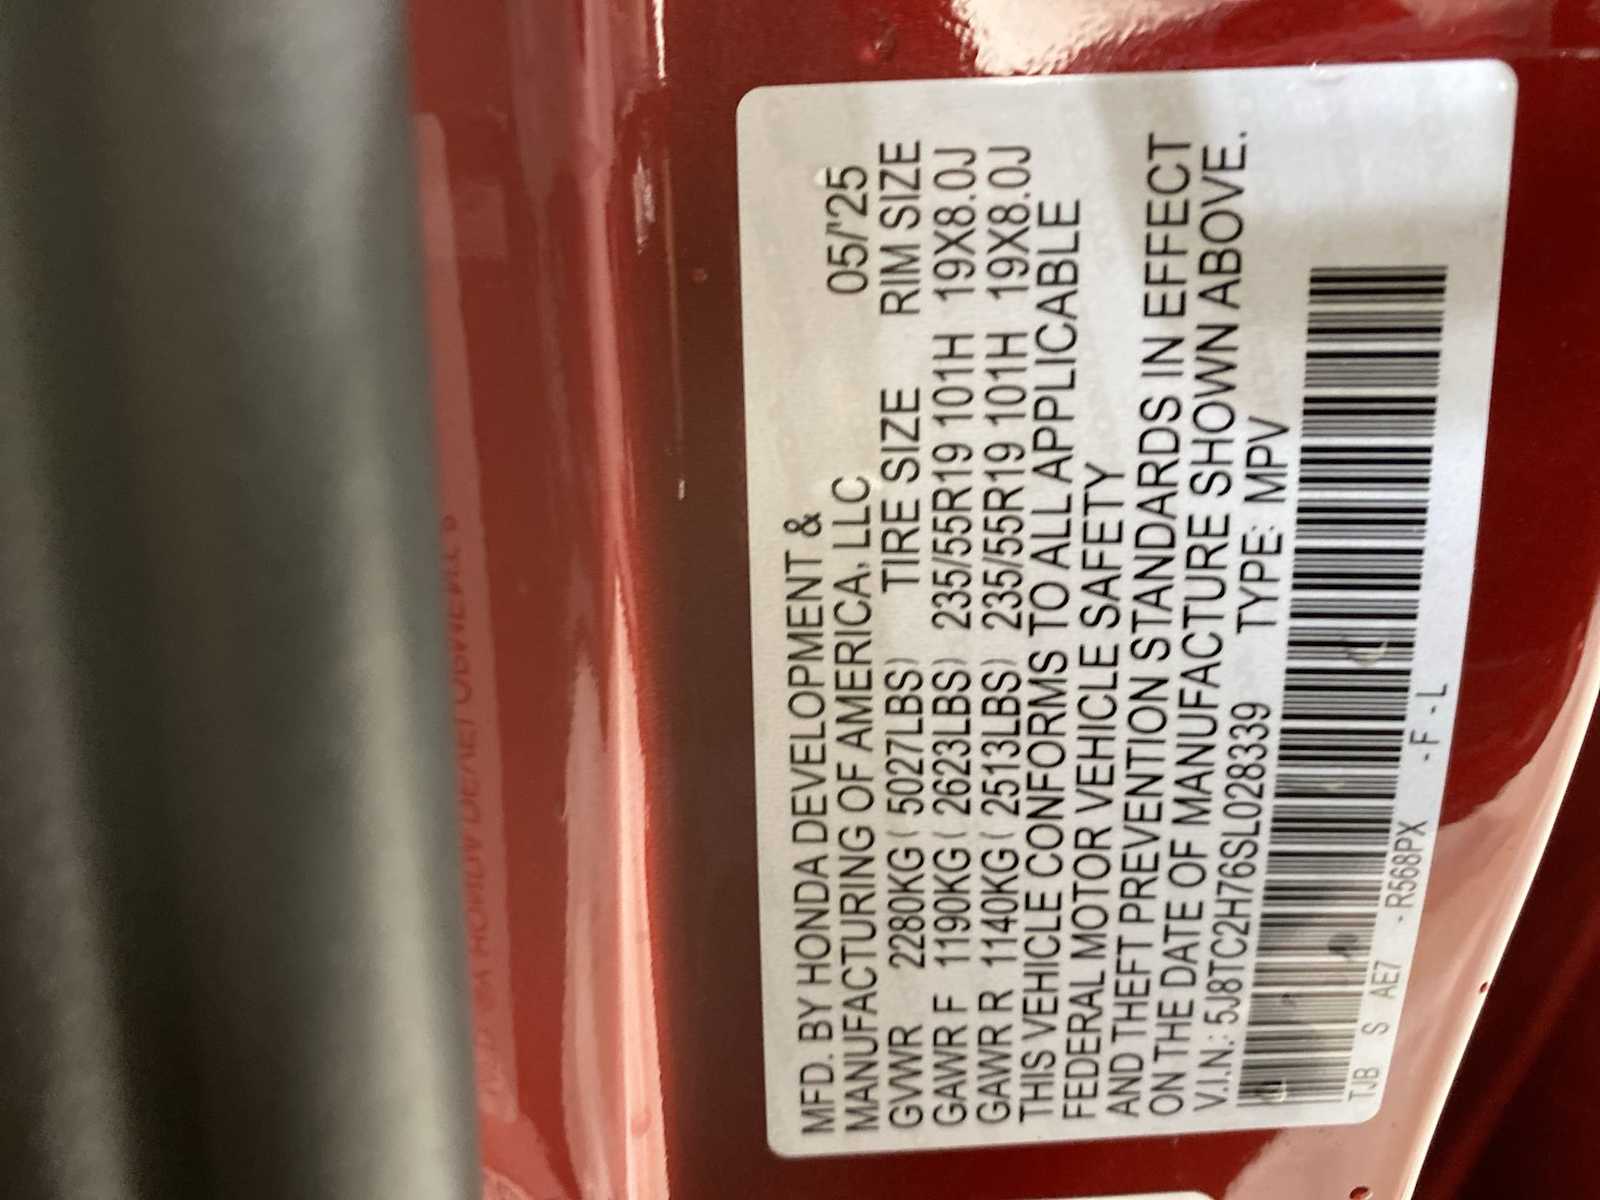 MFD. BY HONDA DEVELOPMENT &
MANUFACTURING OF AMERICA, LLC 05/'25
GVWR 2280KG ( 5027LBS) TIRE SIZE RIM SIZE
GAWR F 1190KG ( 2623LBS) 235/55R19 101H 19X8.0J
GAWR R 1140KG ( 2513LBS) 235/55R19 101H 19X8.0J
THIS VEHICLE CONFORMS TO ALL APPLICABLE
FEDERAL MOTOR VEHICLE SAFETY
AND THEFT PREVENTION STANDARDS IN EFFECT
ON THE DATE OF MANUFACTURE SHOWN ABOVE.
V.I.N.: 5J8TC2H76SL028339 TYPE: MPV
TJB S AE7 - R568PX - F - L